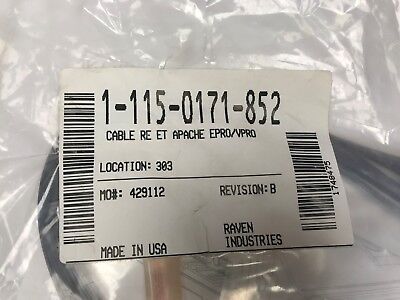 1-115-0171-852
CABLE RE ET APACHE EPRO/VPRO
LOCATION: 303
MO#: 429112 REVISION: B
MADE IN USA
RAVEN
INDUSTRIES
1748475